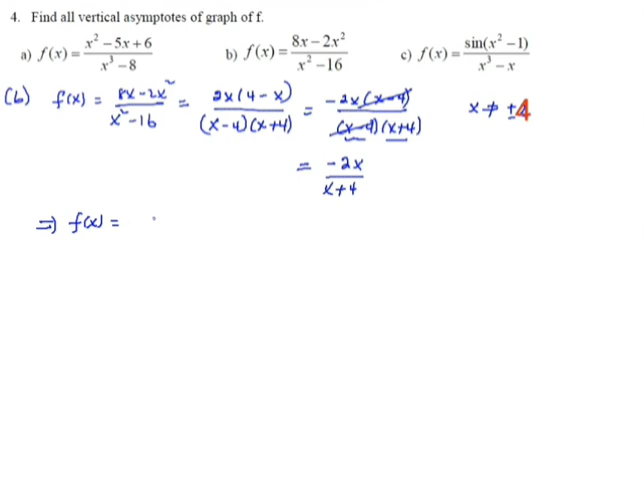 4. Find all vertical asymptotes of graph of f.
a) f(x) = (x² − 5x + 6)/(x³ − 8) b) f(x) = (8x − 2x²)/(x² − 16) c) f(x) = sin(x² − 1)/(x³ − x)
(b) f(x) = (8x − 2x²)/(x² − 16) = 2x(4 − x)/((x − 4)(x + 4)) = −2x(x − 4)/((x − 4)(x + 4)) x ≠ ±4
= −2x/(x + 4)
⇒ f(x) =